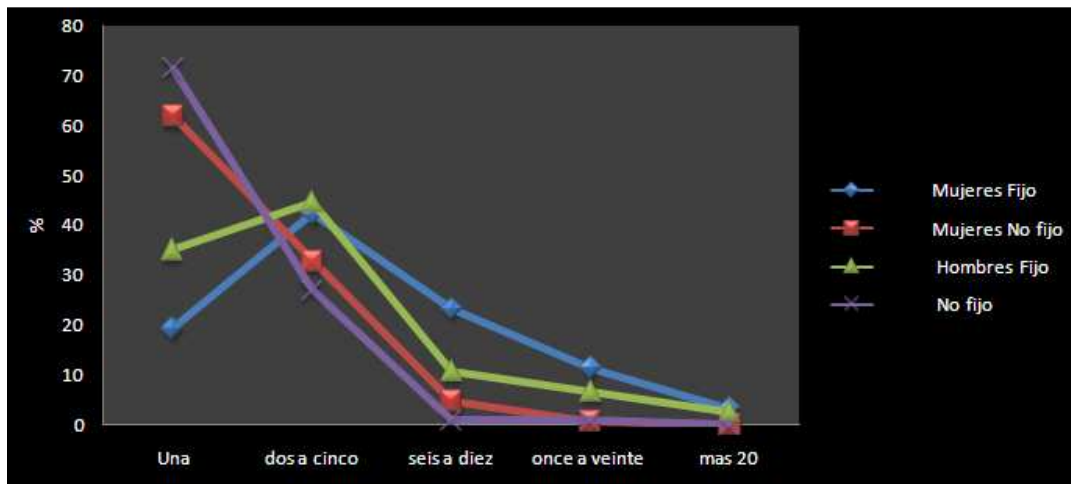 80
70
60
50
40
30
20
10
0
%
Una dos a cinco seis a diez once a veinte mas 20
Mujeres Fijo
Mujeres No fijo
Hombres Fijo
No fijo